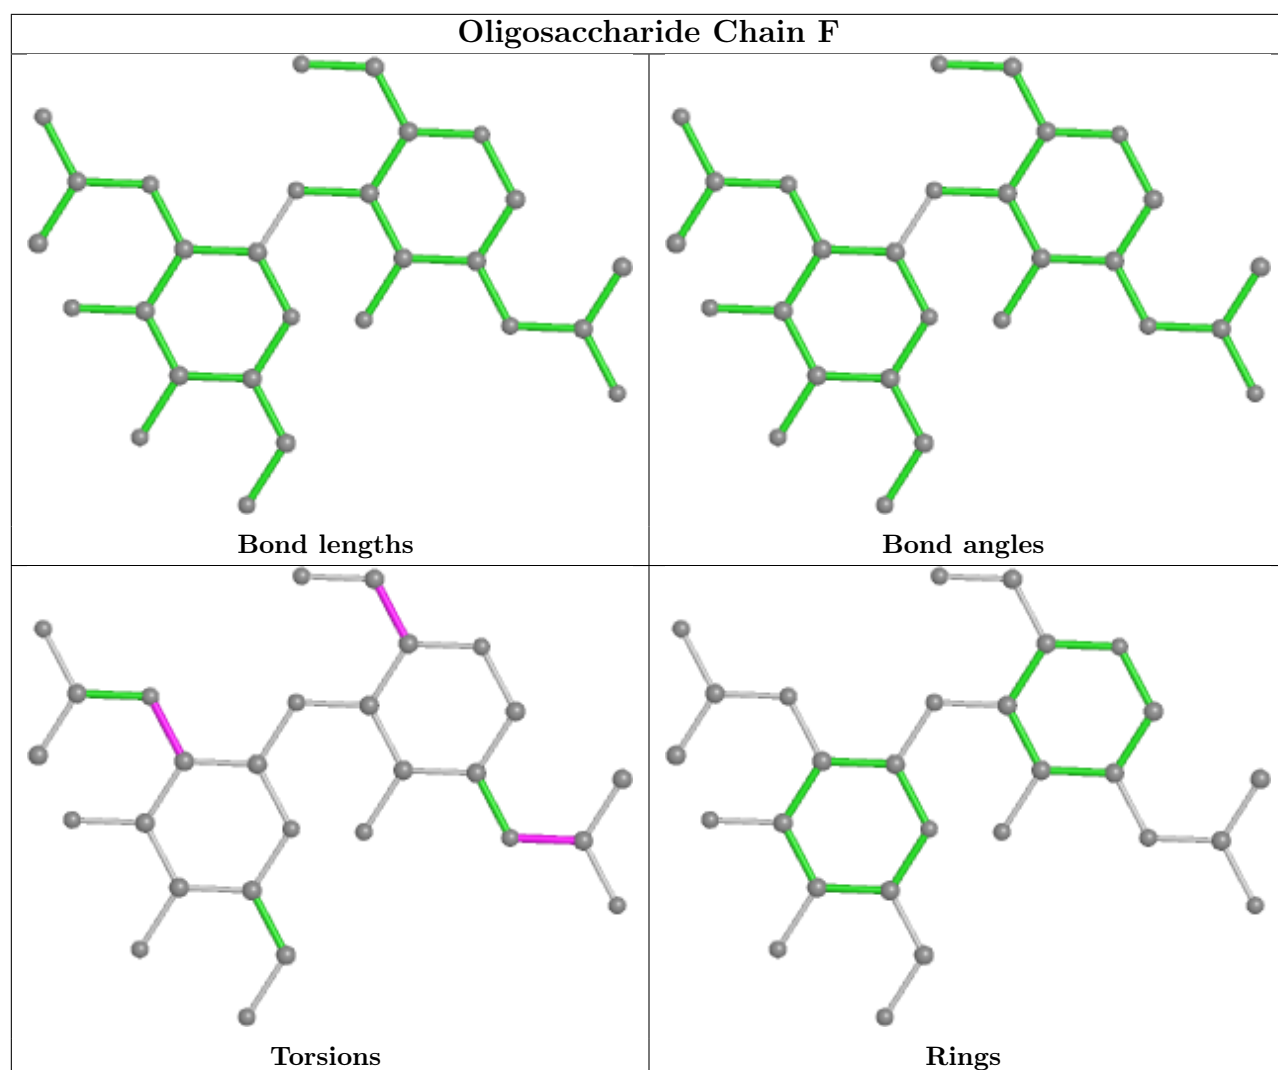 Oligosaccharide Chain F
Bond lengths
Bond angles
Torsions
Rings